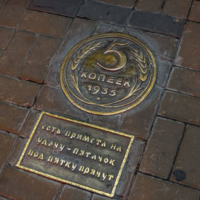 5
КОПЕЕК
1935
ЕСТЬ ПРИМЕТА НА
УДАЧУ - ПЯТАЧОК
ПОД ПЯТКУ ПРЯЧУТ